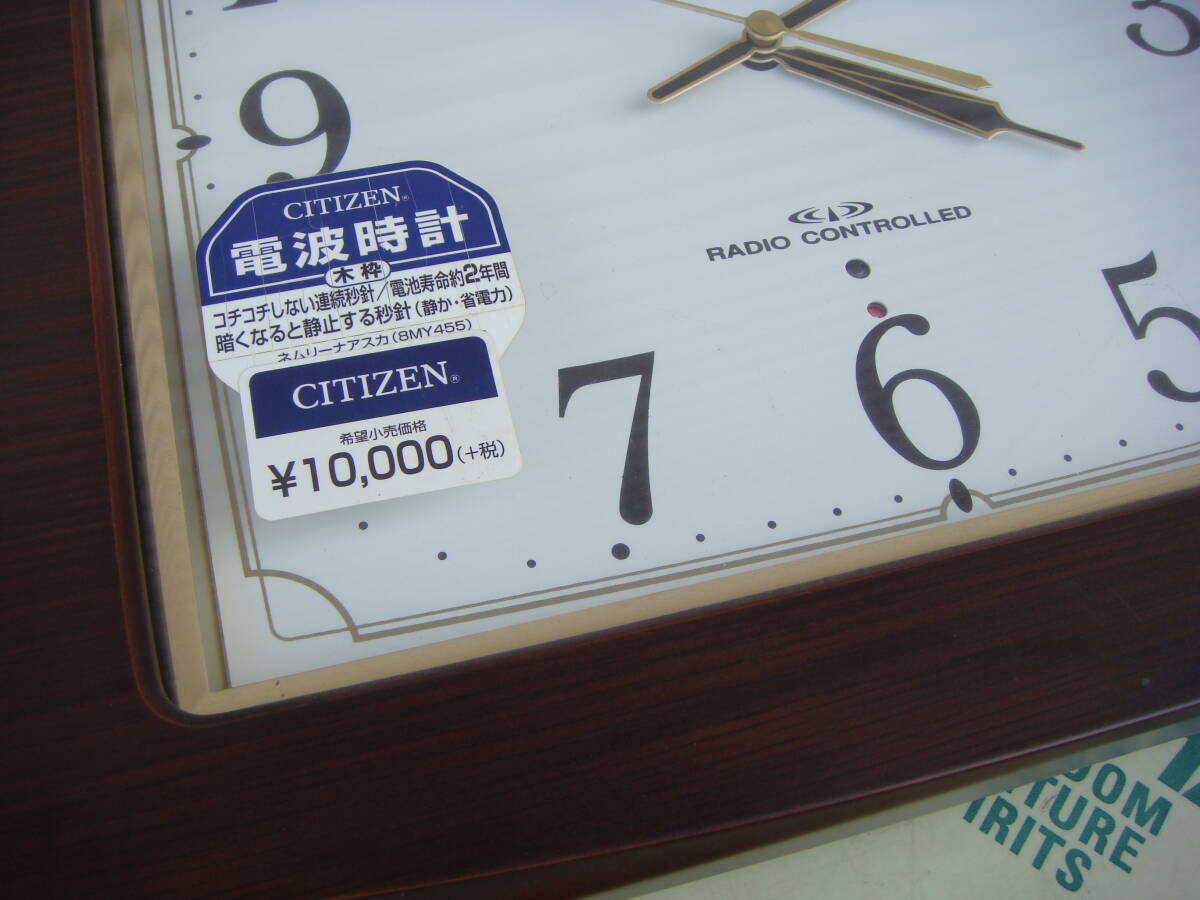 9
3
CITIZEN®
電波時計
木枠
コチコチしない連続秒針/電池寿命約2年間
暗くなると静止する秒針(静か・省電力)
ネムリーナアスカ(8MY455)
CITIZEN®
希望小売価格
¥10,000(+税)
RADIO CONTROLLED
7
6
5